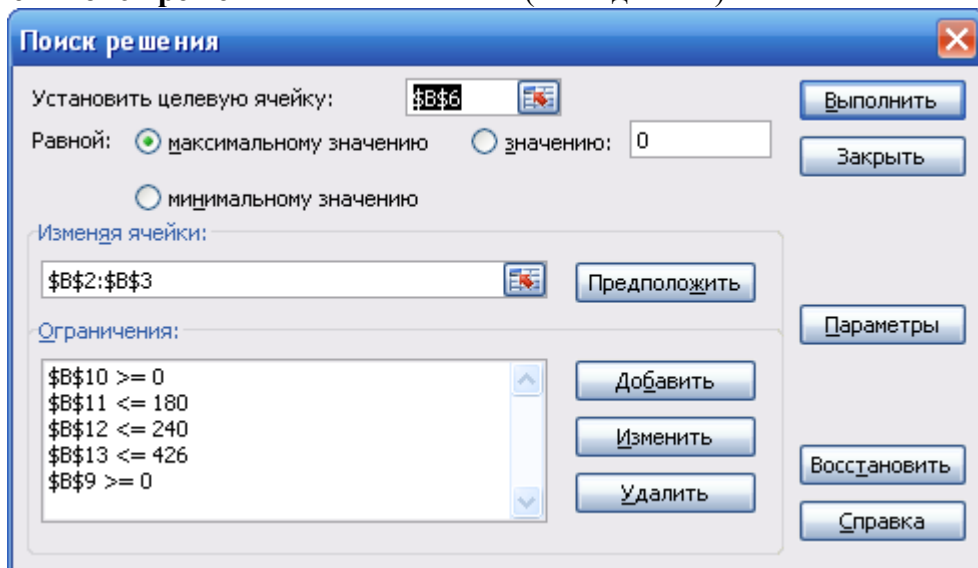 Поиск решения
Установить целевую ячейку: $B$6
Равной: максимальному значению значению: 0
минимальному значению
Изменяя ячейки:
$B$2:$B$3
Предположить
Ограничения:
$B$10 >= 0
$B$11 <= 180
$B$12 <= 240
$B$13 <= 426
$B$9 >= 0
Добавить
Изменить
Удалить
Выполнить
Закрыть
Параметры
Восстановить
Справка